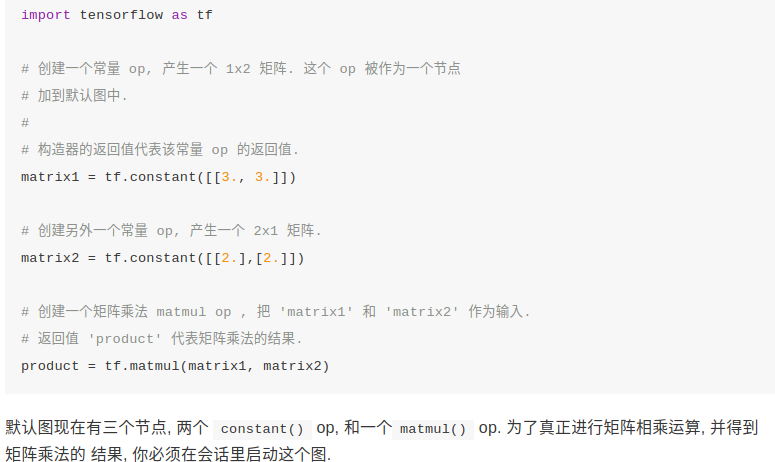 import tensorflow as tf
# 创建一个常量 op, 产生一个 1x2 矩阵. 这个 op 被作为一个节点
# 加到默认图中.
#
# 构造器的返回值代表该常量 op 的返回值.
matrix1 = tf.constant([[3., 3.]])
# 创建另外一个常量 op, 产生一个 2x1 矩阵.
matrix2 = tf.constant([[2.],[2.]])
# 创建一个矩阵乘法 matmul op , 把 'matrix1' 和 'matrix2' 作为输入.
# 返回值 'product' 代表矩阵乘法的结果.
product = tf.matmul(matrix1, matrix2)
默认图现在有三个节点, 两个 constant() op, 和一个 matmul() op. 为了真正进行矩阵相乘运算, 并得到
矩阵乘法的 结果, 你必须在会话里启动这个图.